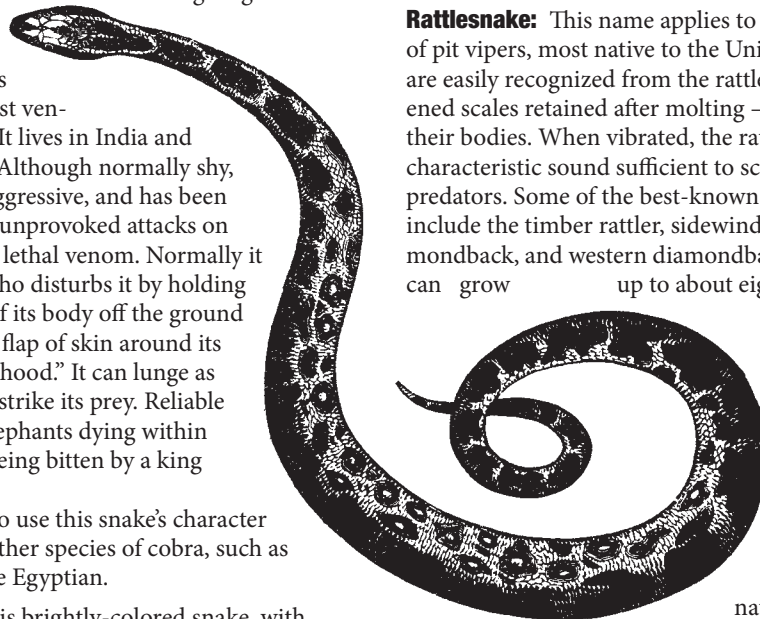 s
st ven-
It lives in India and
Although normally shy,
ggressive, and has been
unprovoked attacks on
lethal venom. Normally it
ho disturbs it by holding
f its body off the ground
flap of skin around its
hood.” It can lunge as
strike its prey. Reliable
ephants dying within
eing bitten by a king
o use this snake’s character
ther species of cobra, such as
e Egyptian.
is brightly-colored snake, with
Rattlesnake: This name applies to
of pit vipers, most native to the Uni
are easily recognized from the rattle
ened scales retained after molting –
their bodies. When vibrated, the ra
characteristic sound sufficient to sc
predators. Some of the best-known
include the timber rattler, sidewind
mondback, and western diamondba
can grow up to about eig
na